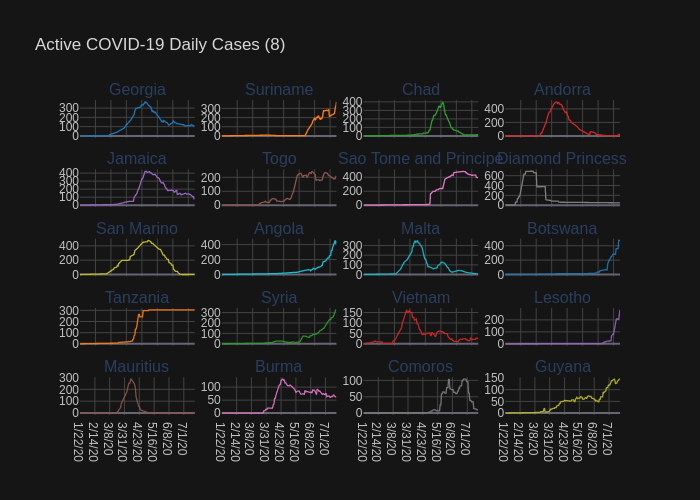 Active COVID-19 Daily Cases (8)
Georgia Suriname Chad Andorra
300 200 100 0
300 200 100 0
400 300 200 100 0
400 200 0
Jamaica Togo Sao Tome and Principe Diamond Princess
400 300 200 100 0
200 100 0
400 200 0
600 400 200 0
San Marino Angola Malta Botswana
400 200 0
400 200 0
300 200 100 0
400 200 0
Tanzania Syria Vietnam Lesotho
300 200 100 0
300 200 100 0
150 100 50 0
200 100 0
Mauritius Burma Comoros Guyana
300 200 100 0
100 50 0
100 50 0
150 100 50 0
1/22/20 2/14/20 3/8/20 3/31/20 4/23/20 5/16/20 6/8/20 7/1/20
1/22/20 2/14/20 3/8/20 3/31/20 4/23/20 5/16/20 6/8/20 7/1/20
1/22/20 2/14/20 3/8/20 3/31/20 4/23/20 5/16/20 6/8/20 7/1/20
1/22/20 2/14/20 3/8/20 3/31/20 4/23/20 5/16/20 6/8/20 7/1/20